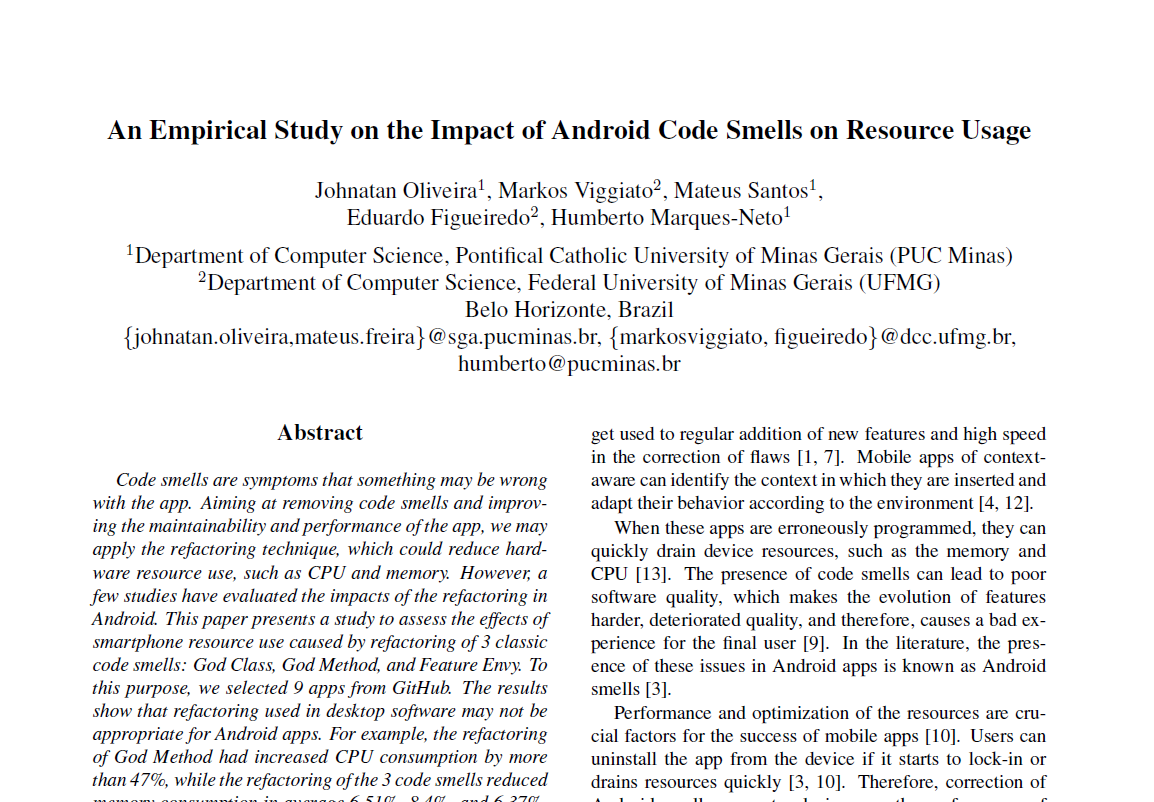 An Empirical Study on the Impact of Android Code Smells on Resource Usage
Johnatan Oliveira1, Markos Viggiato2, Mateus Santos1,
Eduardo Figueiredo2, Humberto Marques-Neto1
1Department of Computer Science, Pontifical Catholic University of Minas Gerais (PUC Minas)
2Department of Computer Science, Federal University of Minas Gerais (UFMG)
Belo Horizonte, Brazil
{johnatan.oliveira,mateus.freira}@sga.pucminas.br, {markosviggiato, figueiredo}@dcc.ufmg.br,
humberto@pucminas.br
Abstract
Code smells are symptoms that something may be wrong
with the app. Aiming at removing code smells and improv-
ing the maintainability and performance of the app, we may
apply the refactoring technique, which could reduce hard-
ware resource use, such as CPU and memory. However, a
few studies have evaluated the impacts of the refactoring in
Android. This paper presents a study to assess the effects of
smartphone resource use caused by refactoring of 3 classic
code smells: God Class, God Method, and Feature Envy. To
this purpose, we selected 9 apps from GitHub. The results
show that refactoring used in desktop software may not be
appropriate for Android apps. For example, the refactoring
of God Method had increased CPU consumption by more
than 47%, while the refactoring of the 3 code smells reduced
memory consumption in average 6.51%, 8.4%, and 6.37%
get used to regular addition of new features and high speed
in the correction of flaws [1, 7]. Mobile apps of context-
aware can identify the context in which they are inserted and
adapt their behavior according to the environment [4, 12].
When these apps are erroneously programmed, they can
quickly drain device resources, such as the memory and
CPU [13]. The presence of code smells can lead to poor
software quality, which makes the evolution of features
harder, deteriorated quality, and therefore, causes a bad ex-
perience for the final user [9]. In the literature, the pres-
ence of these issues in Android apps is known as Android
smells [3].
Performance and optimization of the resources are cru-
cial factors for the success of mobile apps [10]. Users can
uninstall the app from the device if it starts to lock-in or
drains resources quickly [3, 10]. Therefore, correction of